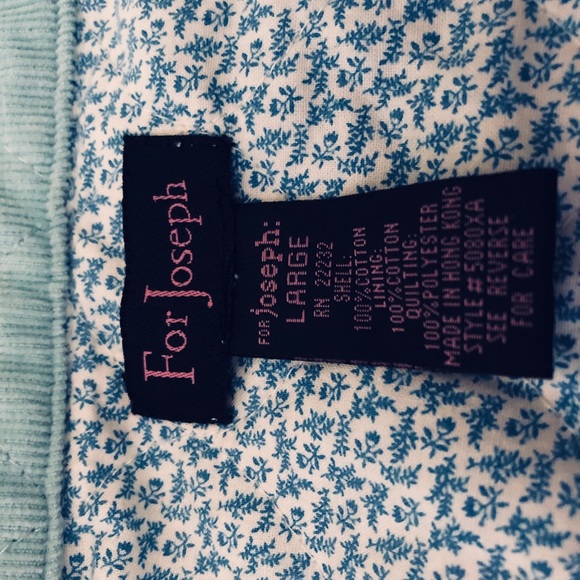 For Joseph
FOR joseph:
LARGE
RN 22232
SHELL:
100%COTTON
LINING:
100%COTTON
QUILTING:
100%POLYESTER
MADE IN HONG KONG
STYLE # 5080XA
SEE REVERSE
FOR CARE